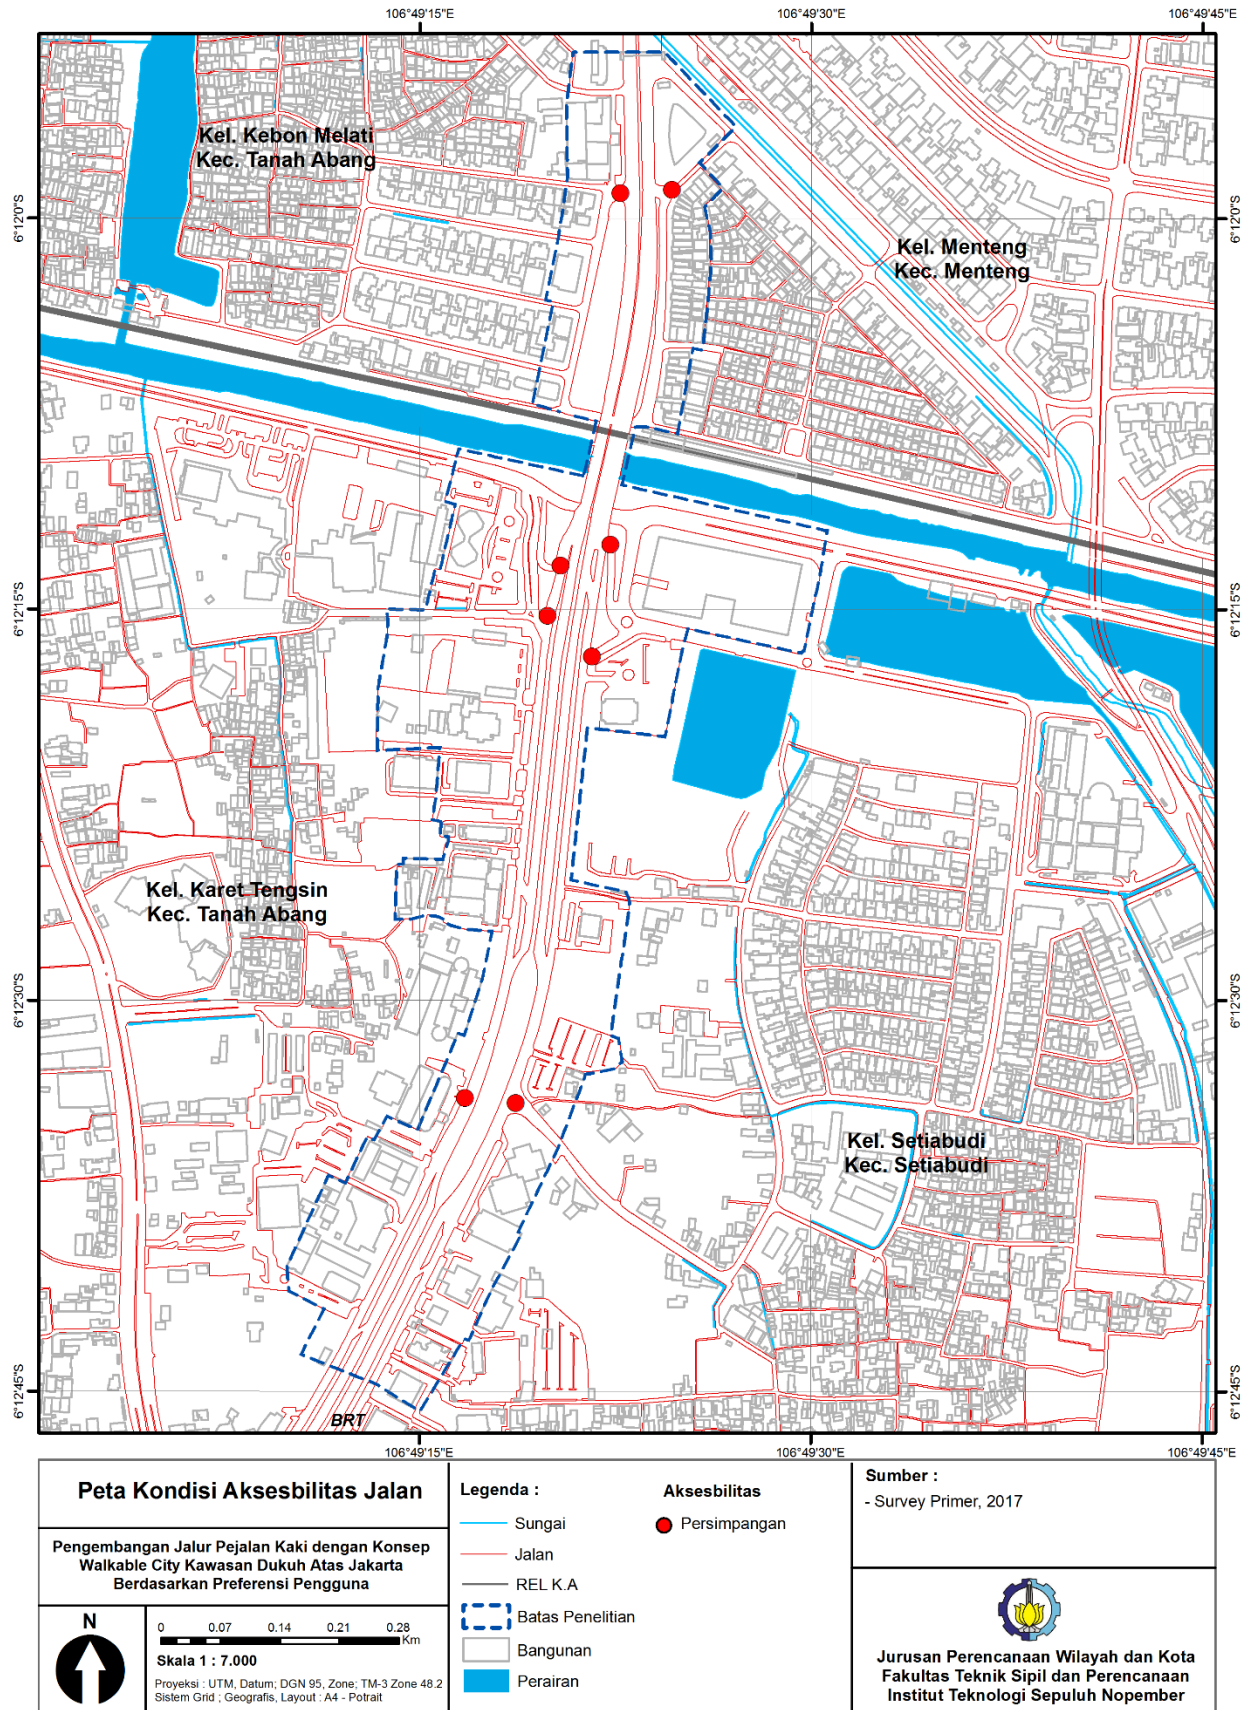 106°49'15"E
106°49'30"E
106°49'45"E
6°12'0"S
6°12'0"S
Kel. Kebon Melati
Kec. Tanah Abang
Kel. Menteng
Kec. Menteng
6°12'15"S
6°12'15"S
Kel. Karet Tengsin
Kec. Tanah Abang
6°12'30"S
6°12'30"S
Kel. Setiabudi
Kec. Setiabudi
6°12'45"S
6°12'45"S
BRT
106°49'15"E
106°49'30"E
106°49'45"E
Peta Kondisi Aksesbilitas Jalan
Pengembangan Jalur Pejalan Kaki dengan Konsep
Walkable City Kawasan Dukuh Atas Jakarta
Berdasarkan Preferensi Pengguna
N
0 0.07 0.14 0.21 0.28
Km
Skala 1 : 7.000
Proyeksi : UTM, Datum; DGN 95, Zone; TM-3 Zone 48.2
Sistem Grid ; Geografis, Layout : A4 - Potrait
Legenda :
Sungai
Jalan
REL K.A
Batas Penelitian
Bangunan
Perairan
Aksesbilitas
Persimpangan
Sumber :
- Survey Primer, 2017
Jurusan Perencanaan Wilayah dan Kota
Fakultas Teknik Sipil dan Perencanaan
Institut Teknologi Sepuluh Nopember